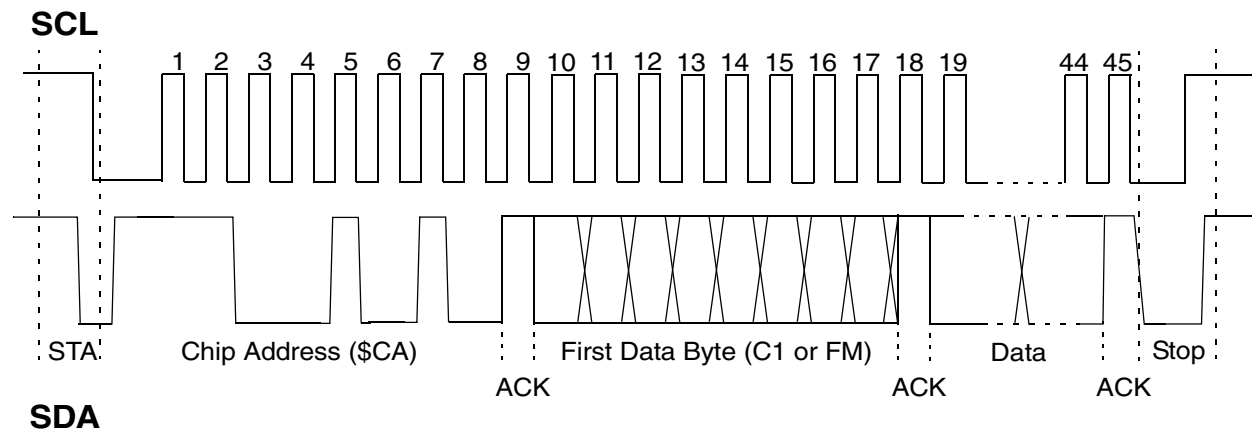 SCL
1 2 3 4 5 6 7 8 9 10 11 12 13 14 15 16 17 18 19 44 45
STA Chip Address ($CA) First Data Byte (C1 or FM) Data Stop
ACK ACK ACK
SDA